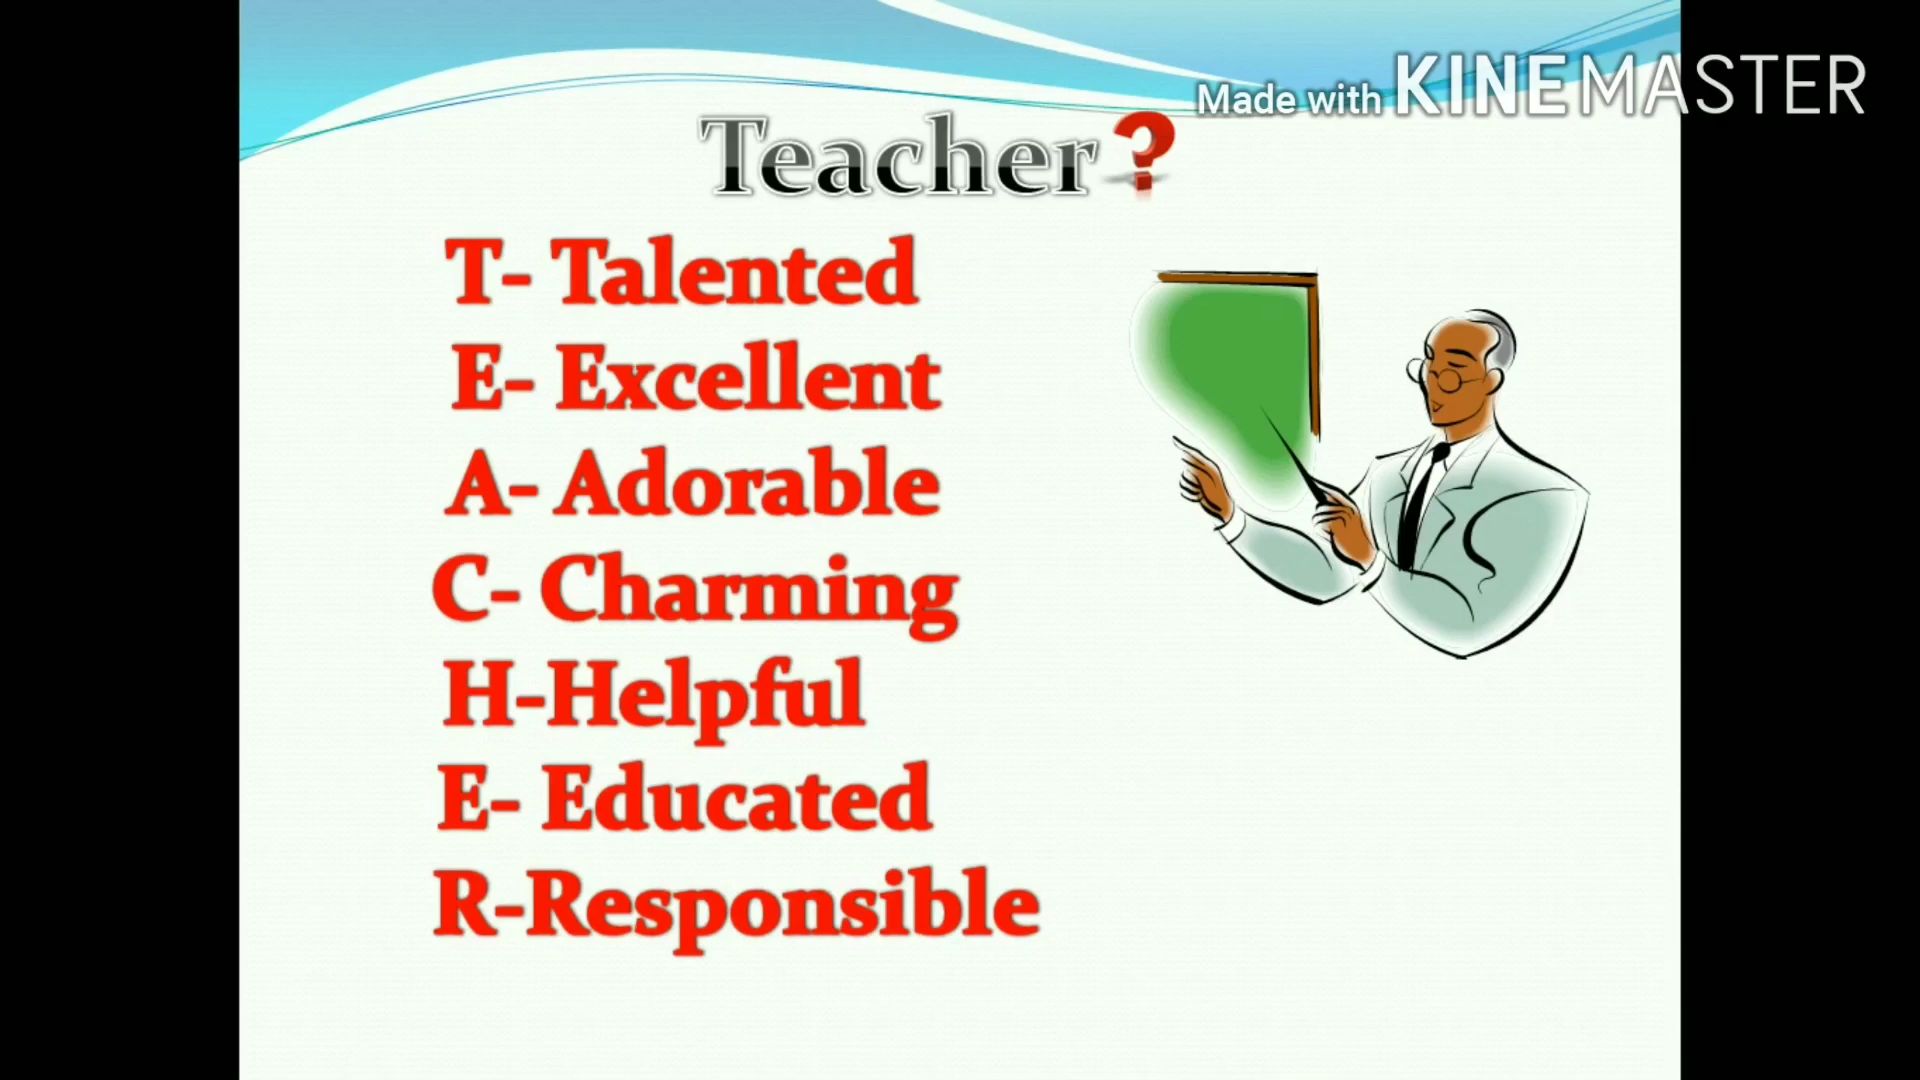 Made with KINEMASTER
Teacher?
T- Talented
E- Excellent
A- Adorable
C- Charming
H-Helpful
E- Educated
R-Responsible